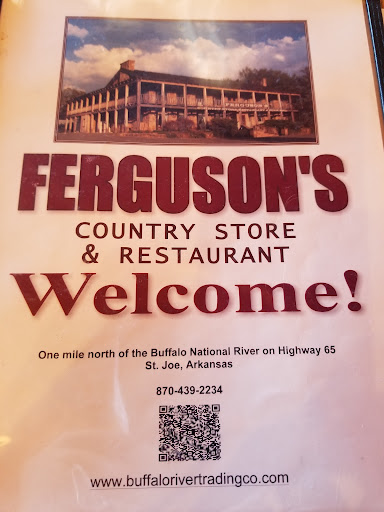 FERGUSON'S
COUNTRY STORE
& RESTAURANT
Welcome!
One mile north of the Buffalo National River on Highway 65
St. Joe, Arkansas
870-439-2234
www.buffalorivertradingco.com